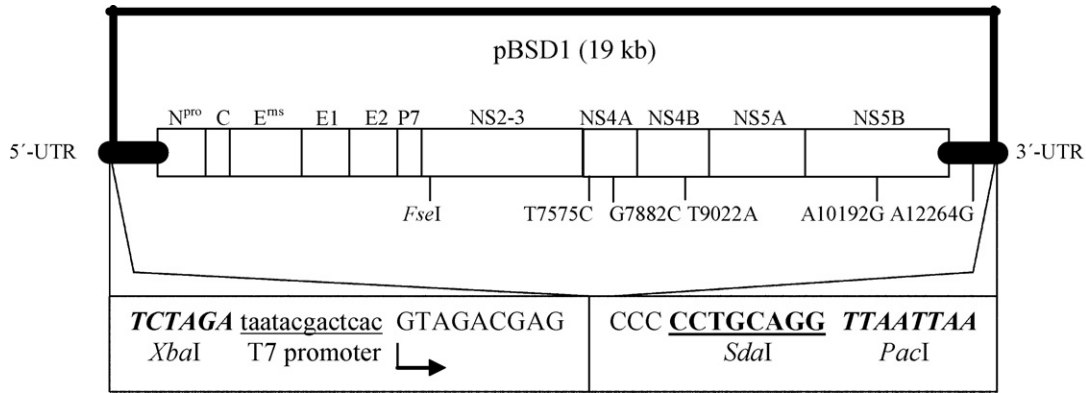 pBSD1 (19 kb)
N^pro C E^rns E1 E2 P7 NS2-3 NS4A NS4B NS5A NS5B
5´-UTR 3´-UTR
FseI T7575C G7882C T9022A A10192G A12264G
TCTAGA taatacgactcac GTAGACGAG CCC CCTGCAGG TTAATTAA
XbaI T7 promoter SdaI PacI